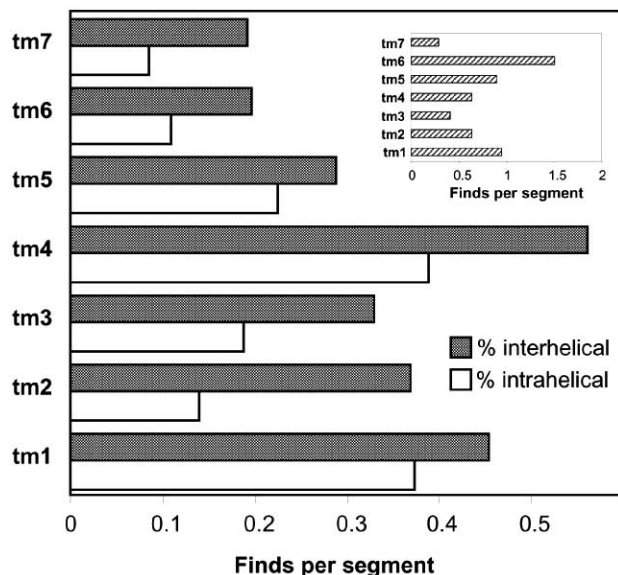 tm7
tm6
tm5
tm4
tm3
tm2
tm1
0 0.1 0.2 0.3 0.4 0.5
Finds per segment
tm7
tm6
tm5
tm4
tm3
tm2
tm1
0 0.5 1 1.5 2
Finds per segment
% interhelical
% intrahelical